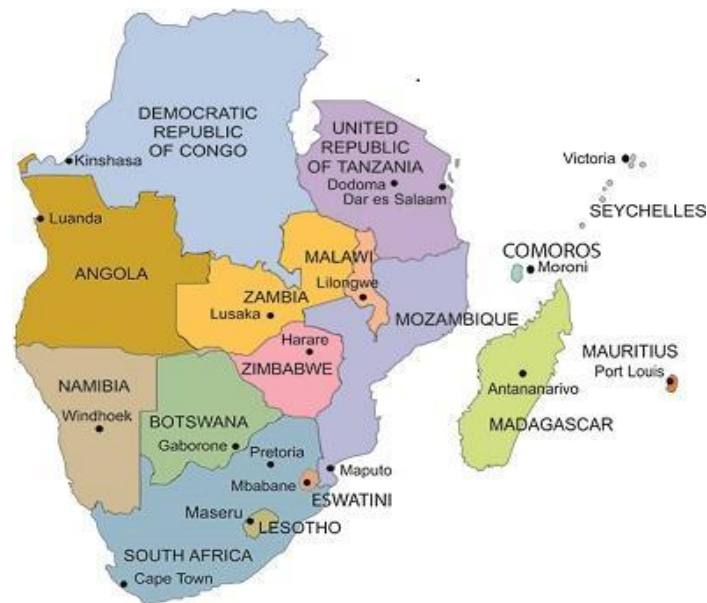 DEMOCRATIC
REPUBLIC
OF CONGO
Kinshasa
UNITED
REPUBLIC
OF TANZANIA
Dodoma
Dar es Salaam
Victoria
SEYCHELLES
Luanda
ANGOLA
MALAWI
Lilongwe
ZAMBIA
Lusaka
COMOROS
Moroni
MOZAMBIQUE
Harare
ZIMBABWE
MAURITIUS
Port Louis
Antananarivo
MADAGASCAR
NAMIBIA
Windhoek
BOTSWANA
Gaborone
Pretoria
Mbabane
Maputo
ESWATINI
Maseru
LESOTHO
SOUTH AFRICA
Cape Town